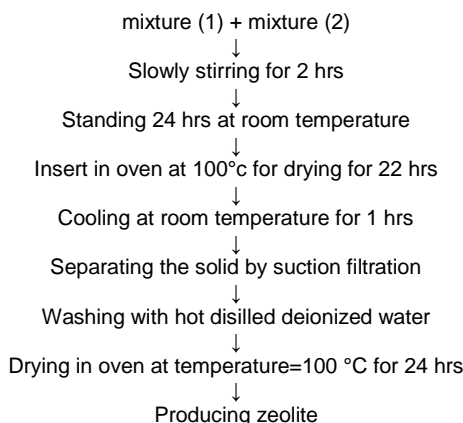 mixture (1) + mixture (2)
↓
Slowly stirring for 2 hrs
↓
Standing 24 hrs at room temperature
↓
Insert in oven at 100°c for drying for 22 hrs
↓
Cooling at room temperature for 1 hrs
↓
Separating the solid by suction filtration
↓
Washing with hot disilled deionized water
↓
Drying in oven at temperature=100 °C for 24 hrs
↓
Producing zeolite